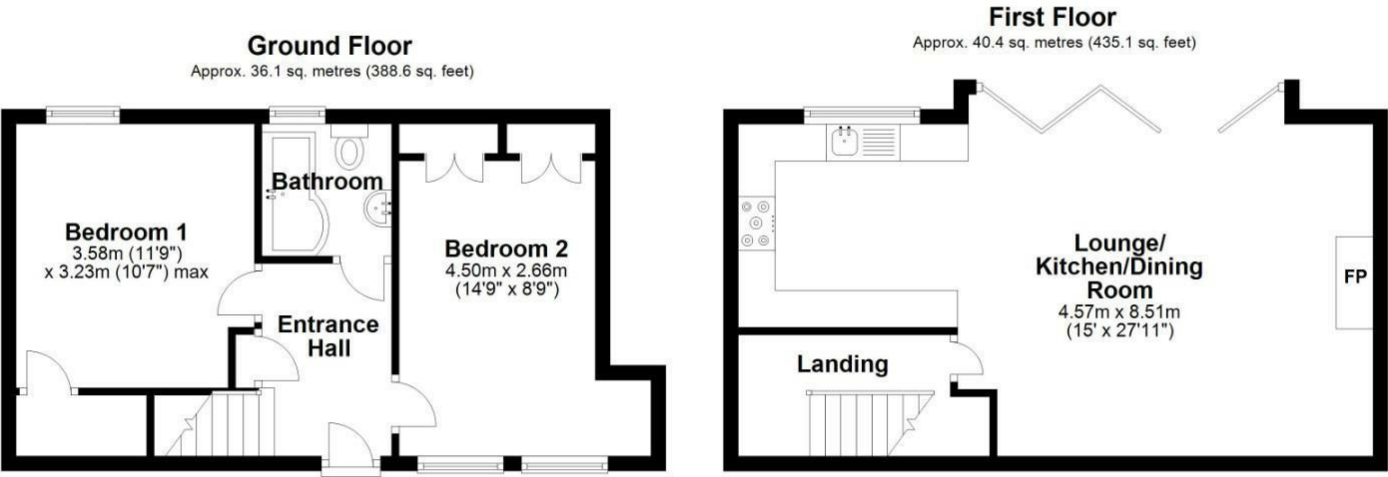 Ground Floor
Approx. 36.1 sq. metres (388.6 sq. feet)
Bathroom
Bedroom 1
3.58m (11'9")
x 3.23m (10'7") max
Bedroom 2
4.50m x 2.66m
(14'9" x 8'9")
Entrance
Hall
First Floor
Approx. 40.4 sq. metres (435.1 sq. feet)
Lounge/
Kitchen/Dining
Room
4.57m x 8.51m
(15' x 27'11")
FP
Landing